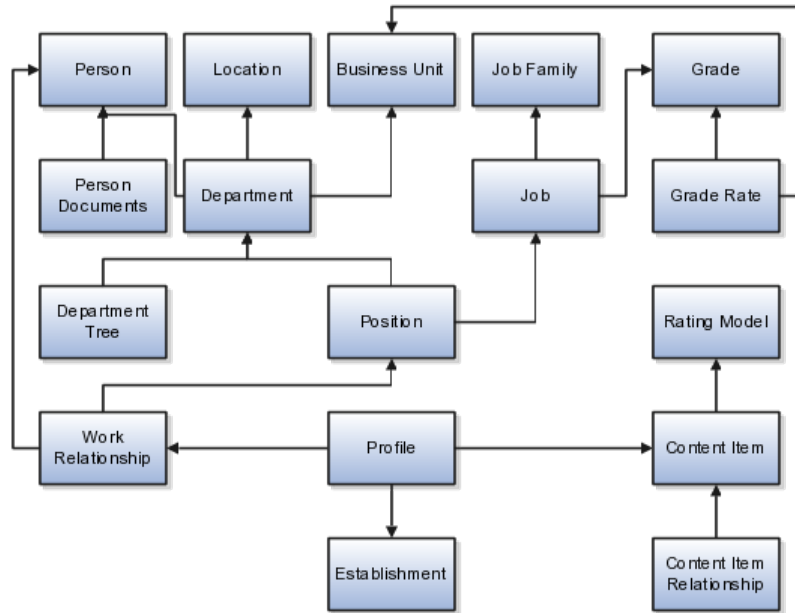 Person
Location
Business Unit
Job Family
Grade
Person
Documents
Department
Job
Grade Rate
Department
Tree
Position
Rating Model
Work
Relationship
Profile
Content Item
Establishment
Content Item
Relationship